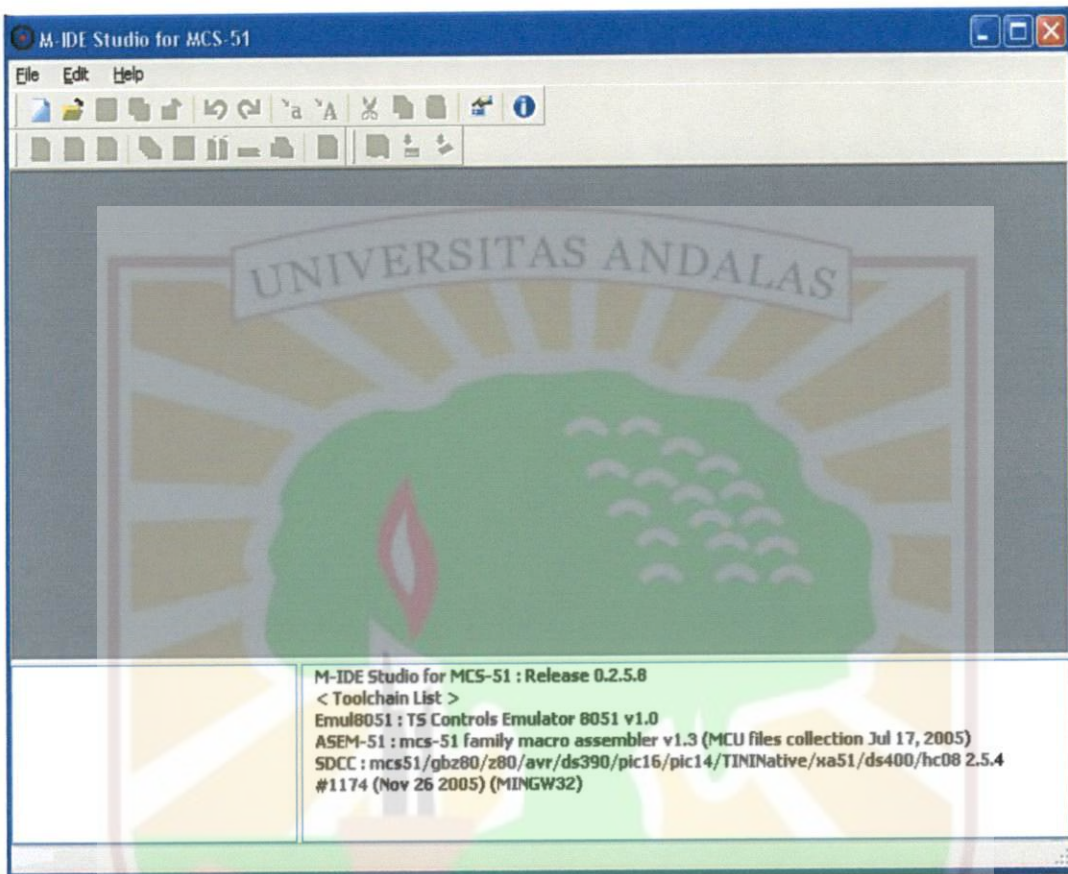 M-IDE Studio for MCS-51
File Edit Help
a A
UNIVERSITAS ANDALAS
M-IDE Studio for MCS-51 : Release 0.2.5.8
< Toolchain List >
Emul8051 : TS Controls Emulator 8051 v1.0
ASEM-51 : mcs-51 family macro assembler v1.3 (MCU files collection Jul 17, 2005)
SDCC : mcs51/gbz80/z80/avr/ds390/pic16/pic14/TININative/xa51/ds400/hc08 2.5.4
#1174 (Nov 26 2005) (MINGW32)